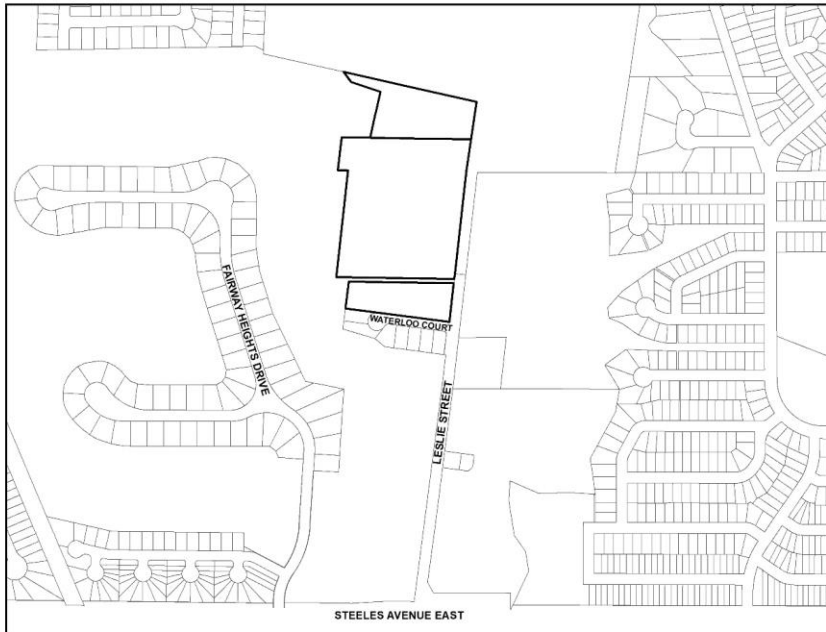 FAIRWAY HEIGHTS DRIVE
WATERLOO COURT
LESLIE STREET
STEELES AVENUE EAST